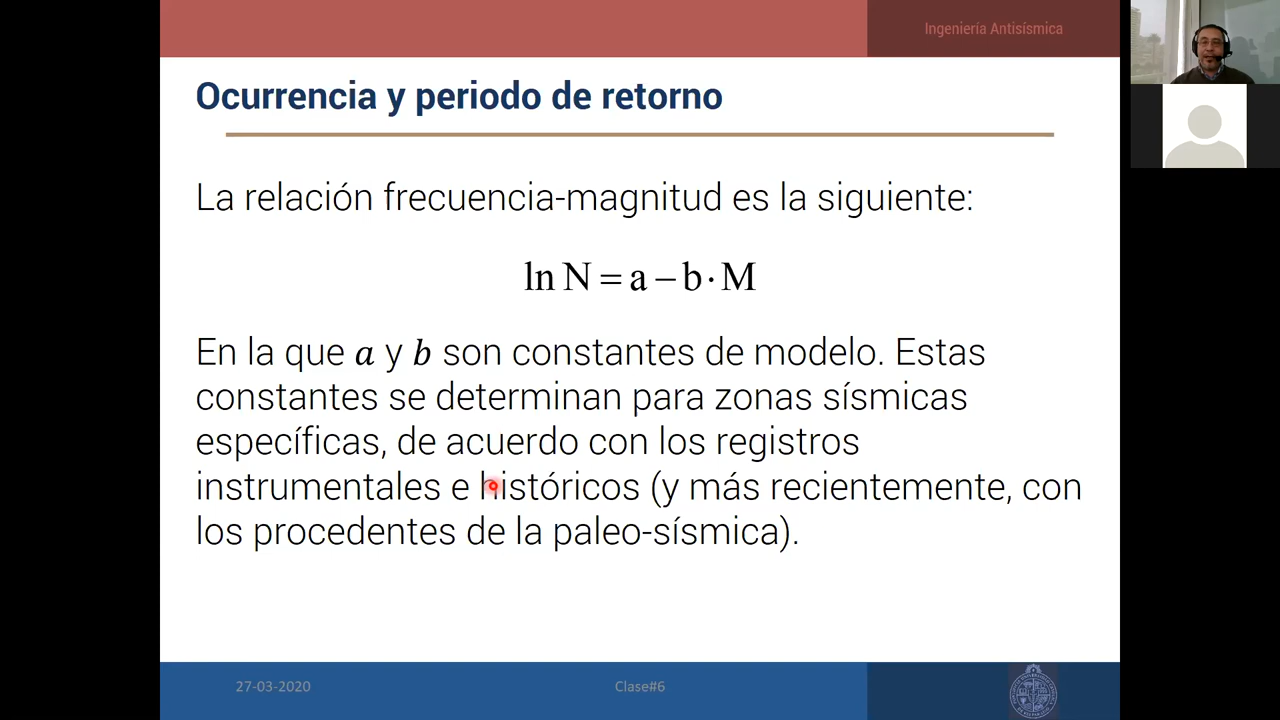 Ingeniería Antisísmica
Ocurrencia y periodo de retorno
La relación frecuencia-magnitud es la siguiente:
ln N = a − b · M
En la que a y b son constantes de modelo. Estas
constantes se determinan para zonas sísmicas
específicas, de acuerdo con los registros
instrumentales e históricos (y más recientemente, con
los procedentes de la paleo-sísmica).
27-03-2020
Clase#6